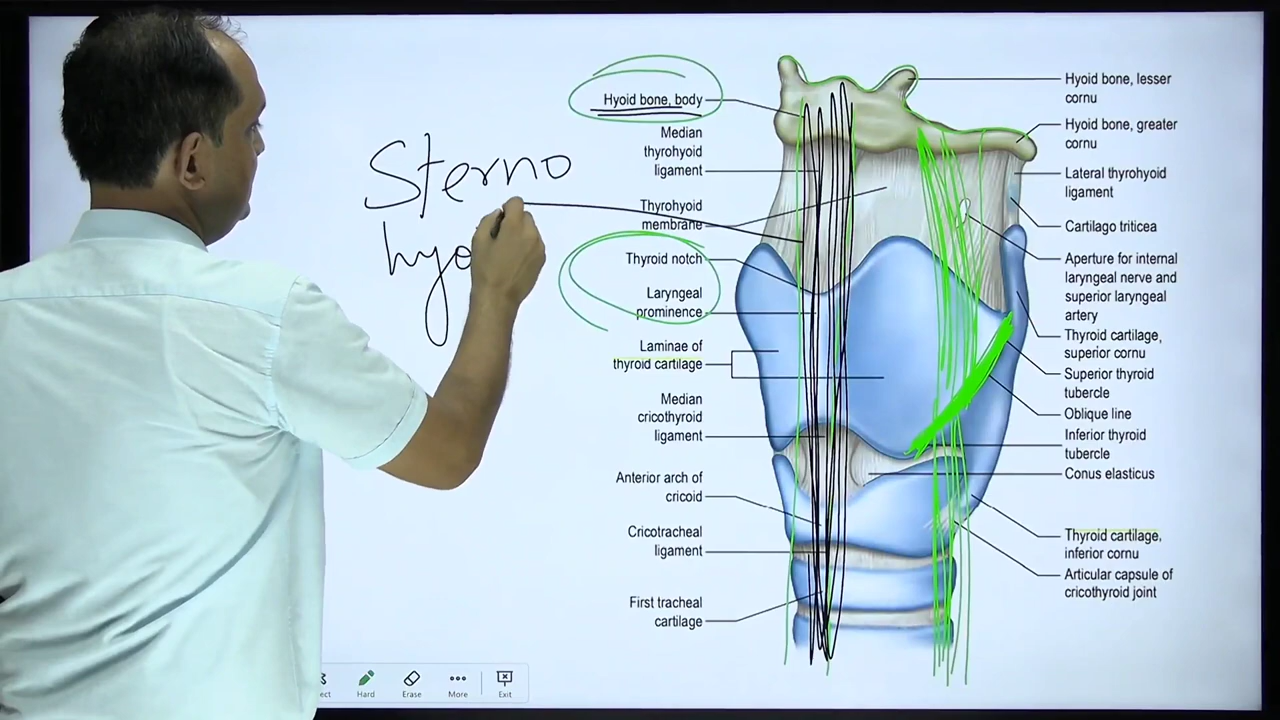 Sterno
hyo
Hyoid bone, body
Median
thyrohyoid
ligament
Thyrohyoid
membrane
Thyroid notch
Laryngeal
prominence
Laminae of
thyroid cartilage
Median
cricothyroid
ligament
Anterior arch of
cricoid
Cricotracheal
ligament
First tracheal
cartilage
Hyoid bone, lesser
cornu
Hyoid bone, greater
cornu
Lateral thyrohyoid
ligament
Cartilago triticea
Aperture for internal
laryngeal nerve and
superior laryngeal
artery
Thyroid cartilage,
superior cornu
Superior thyroid
tubercle
Oblique line
Inferior thyroid
tubercle
Conus elasticus
Thyroid cartilage,
inferior cornu
Articular capsule of
cricothyroid joint
Hard
Erase
More
Exit